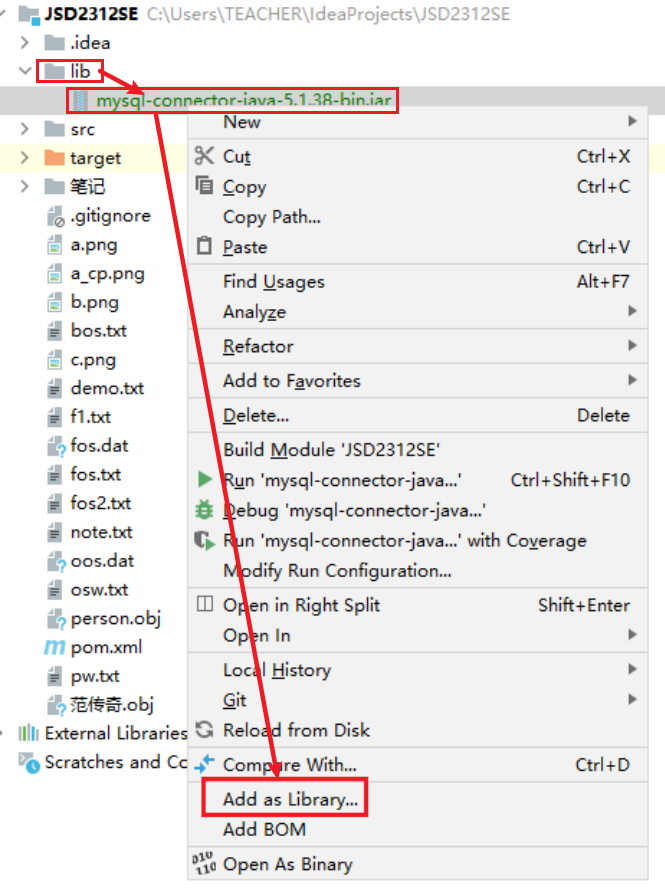 JSD2312SE C:\Users\TEACHER\IdeaProjects\JSD2312SE
.idea
lib
mysql-connector-java-5.1.38-bin.jar
src
target
笔记
.gitignore
a.png
a_cp.png
b.png
bos.txt
c.png
demo.txt
f1.txt
fos.dat
fos.txt
fos2.txt
note.txt
oos.dat
osw.txt
person.obj
pom.xml
pw.txt
范传奇.obj
External Libraries
Scratches and Co
New
Cut Ctrl+X
Copy Ctrl+C
Copy Path...
Paste Ctrl+V
Find Usages Alt+F7
Analyze
Refactor
Add to Favorites
Delete... Delete
Build Module 'JSD2312SE'
Run 'mysql-connector-java...' Ctrl+Shift+F10
Debug 'mysql-connector-java...'
Run 'mysql-connector-java...' with Coverage
Modify Run Configuration...
Open in Right Split Shift+Enter
Open In
Local History
Git
Reload from Disk
Compare With... Ctrl+D
Add as Library...
Add BOM
Open As Binary